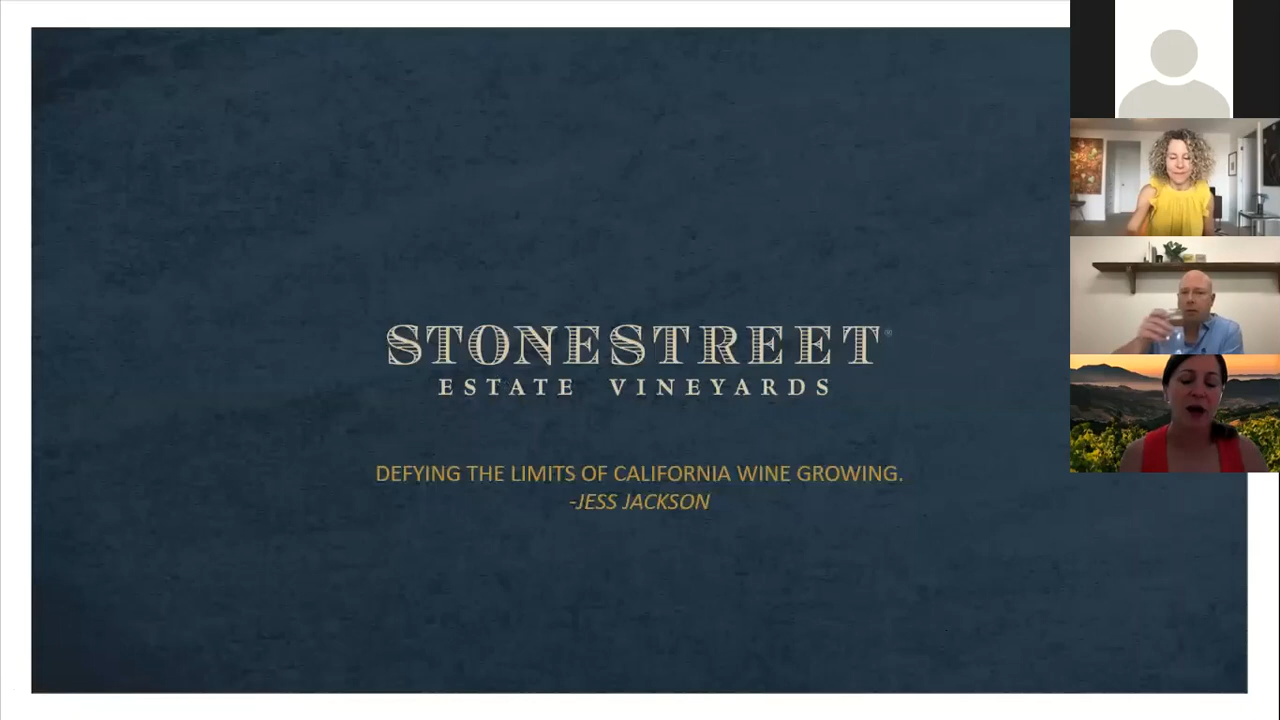 STONESTREET®
ESTATE VINEYARDS
DEFYING THE LIMITS OF CALIFORNIA WINE GROWING.
-JESS JACKSON